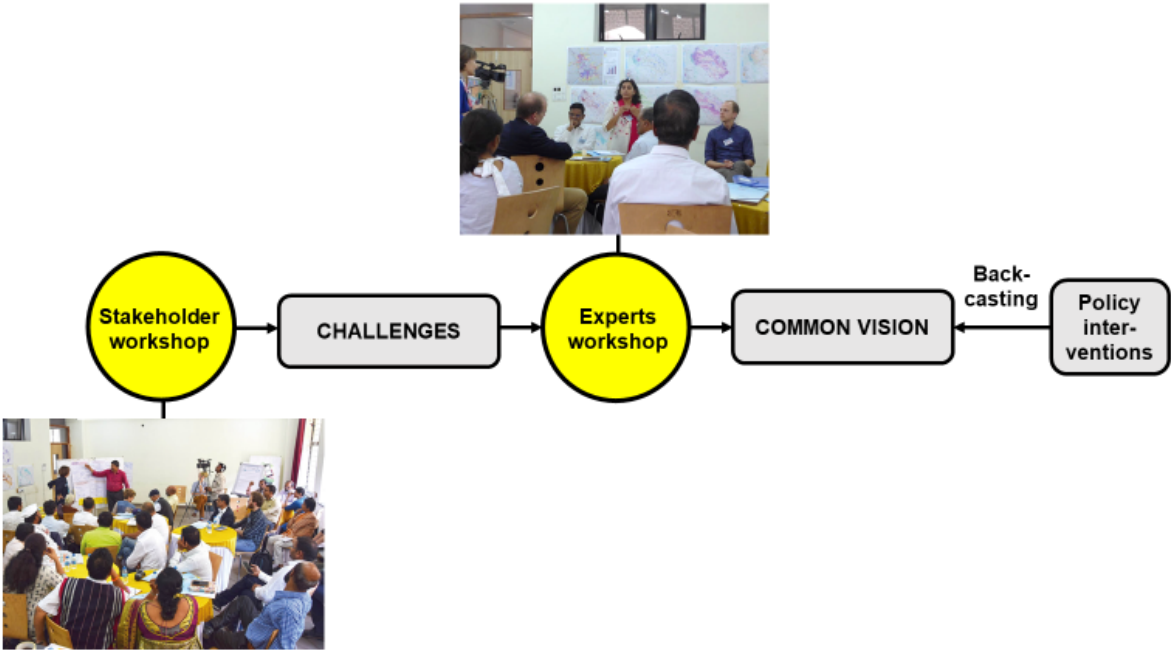 Stakeholder
workshop
CHALLENGES
Experts
workshop
COMMON VISION
Back-
casting
Policy
inter-
ventions